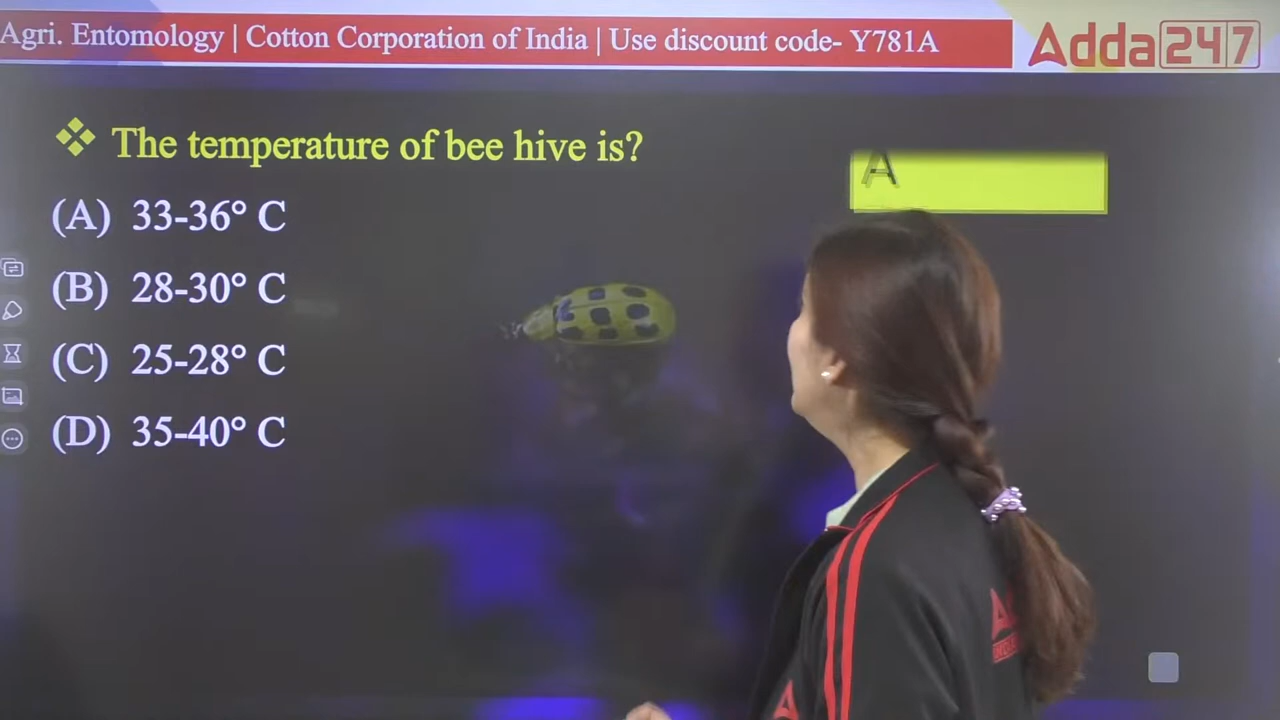 Agri. Entomology | Cotton Corporation of India | Use discount code- Y781A
Adda247
The temperature of bee hive is?
A
(A) 33-36° C
(B) 28-30° C
(C) 25-28° C
(D) 35-40° C